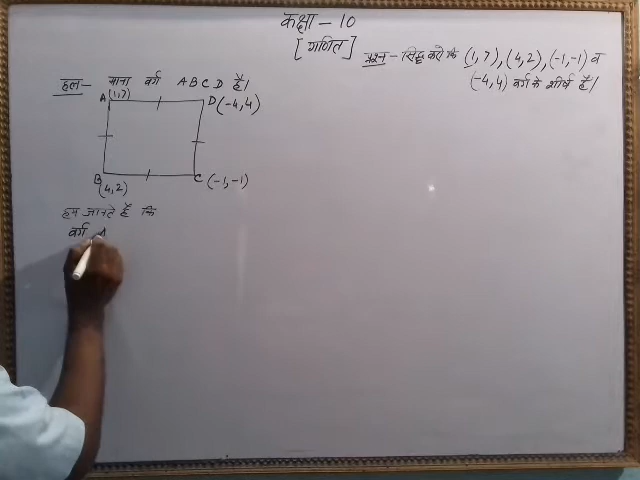 कक्षा – 10
[गणित]
प्रश्न – सिद्ध करो कि (1, 7), (4, 2), (-1, -1) व
(-4, 4) वर्ग के शीर्ष हैं।
हल – माना वर्ग ABCD है।
A (1,7)
D (-4, 4)
B (4, 2)
C (-1, -1)
हम जानते हैं कि
वर्ग